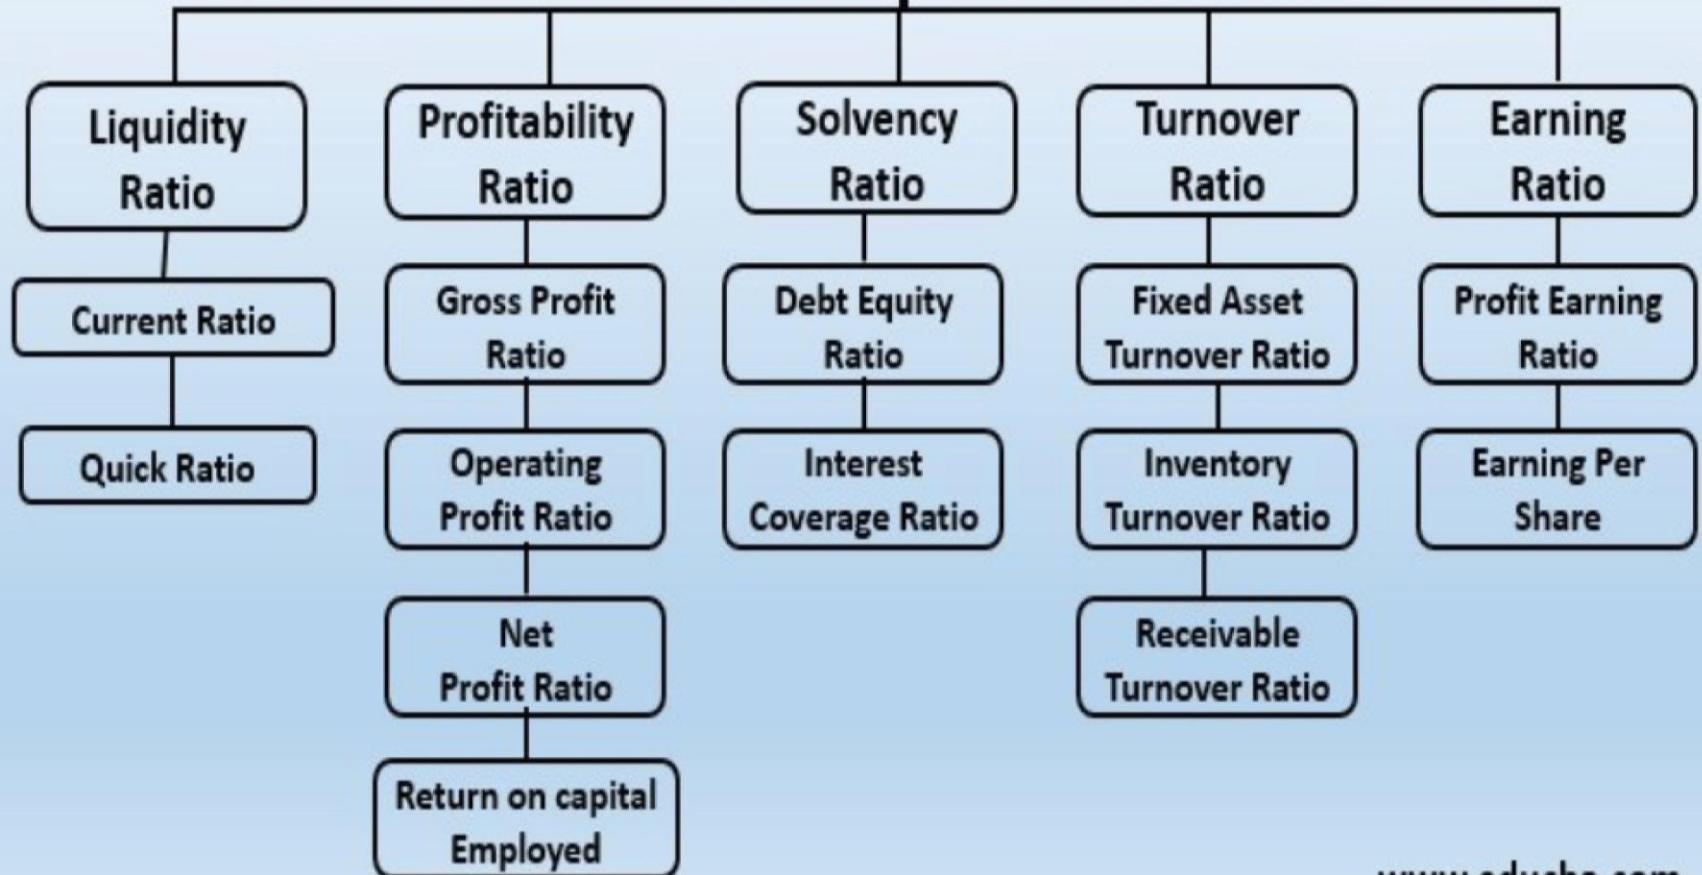 Liquidity
Ratio
Current Ratio
Quick Ratio
Profitability
Ratio
Gross Profit
Ratio
Operating
Profit Ratio
Net
Profit Ratio
Return on capital
Employed
Solvency
Ratio
Debt Equity
Ratio
Interest
Coverage Ratio
Turnover
Ratio
Fixed Asset
Turnover Ratio
Inventory
Turnover Ratio
Receivable
Turnover Ratio
Earning
Ratio
Profit Earning
Ratio
Earning Per
Share